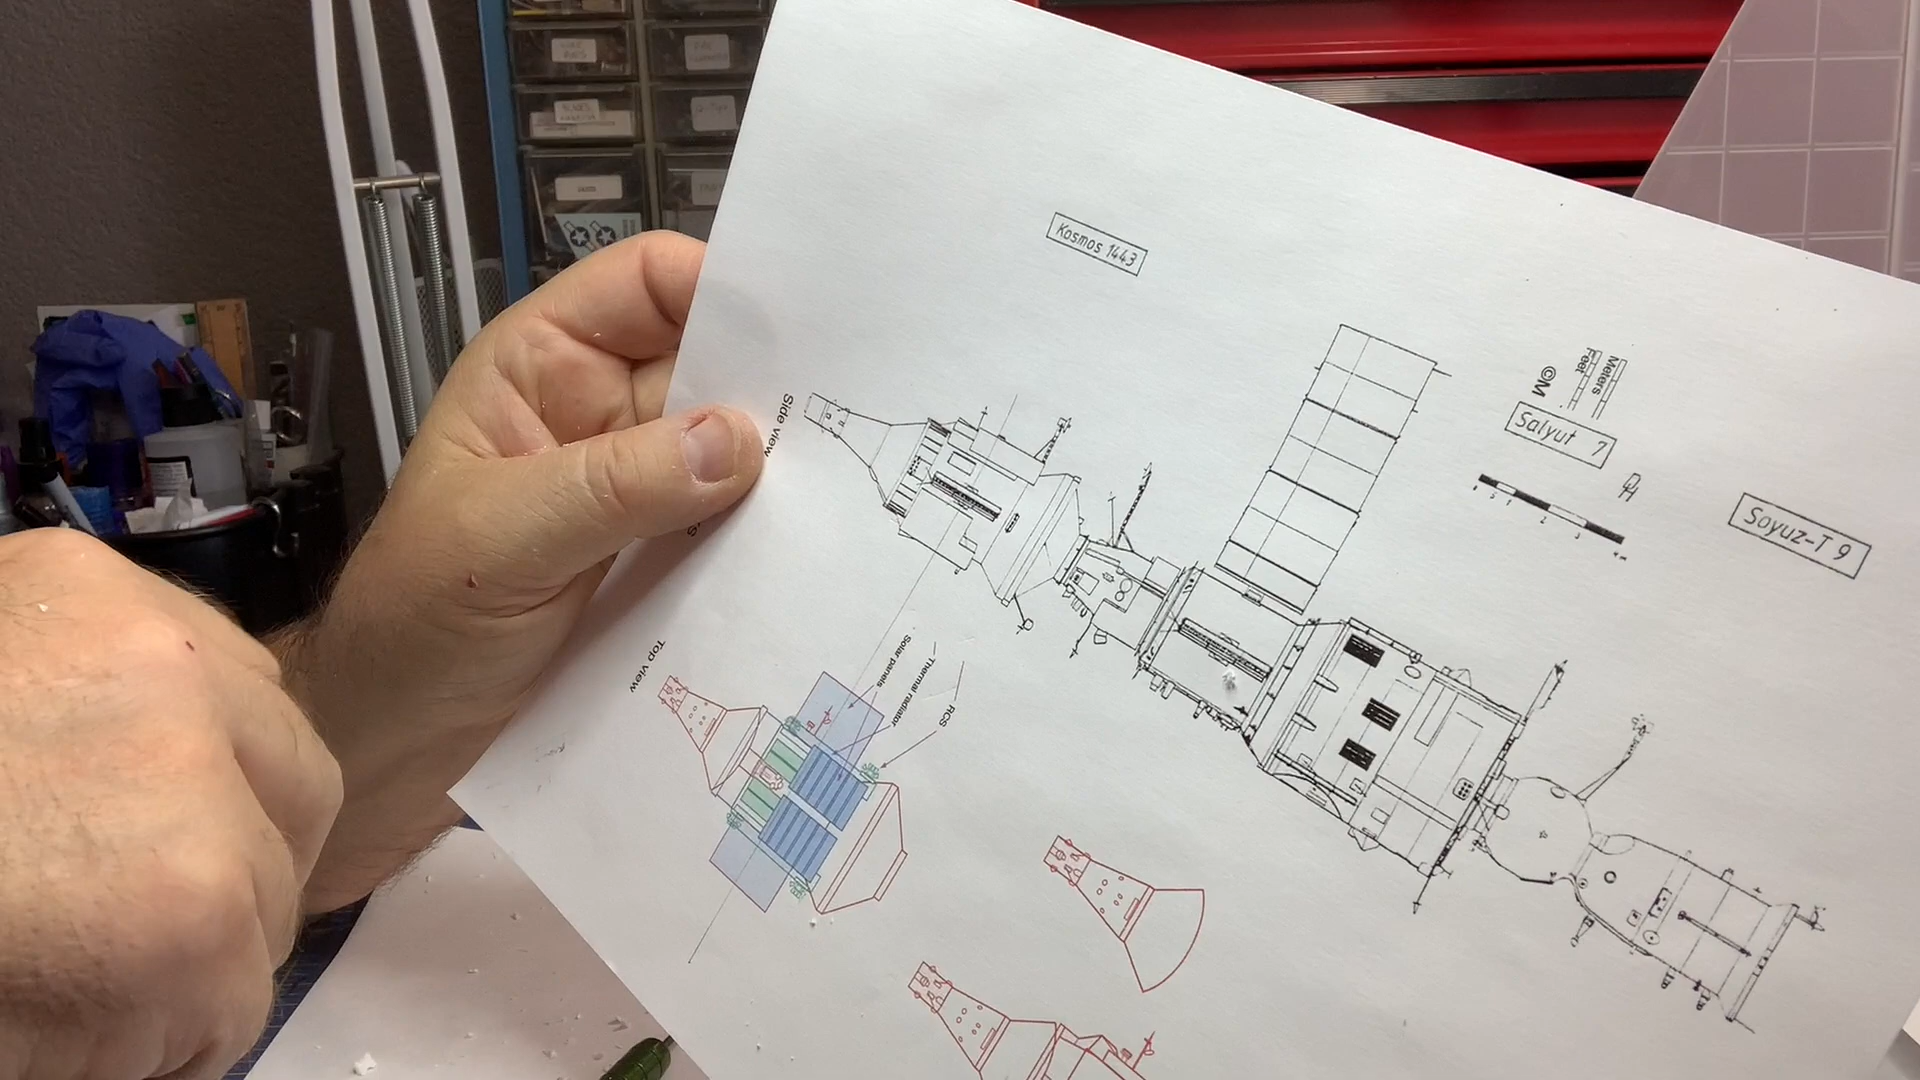 Kosmos 1443
Meters
Feet
©M
Salyut 7
Soyuz-T 9
Side view
Top view
Solar panels
Thermal radiator
RCS